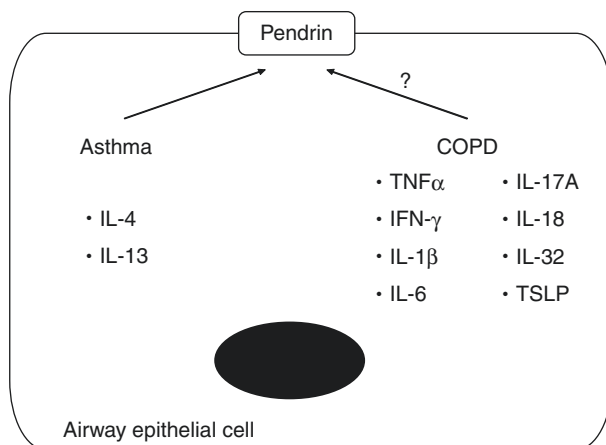 Pendrin
?
Asthma
COPD
• IL-4
• IL-13
• TNFα
• IFN-γ
• IL-1β
• IL-6
• IL-17A
• IL-18
• IL-32
• TSLP
Airway epithelial cell